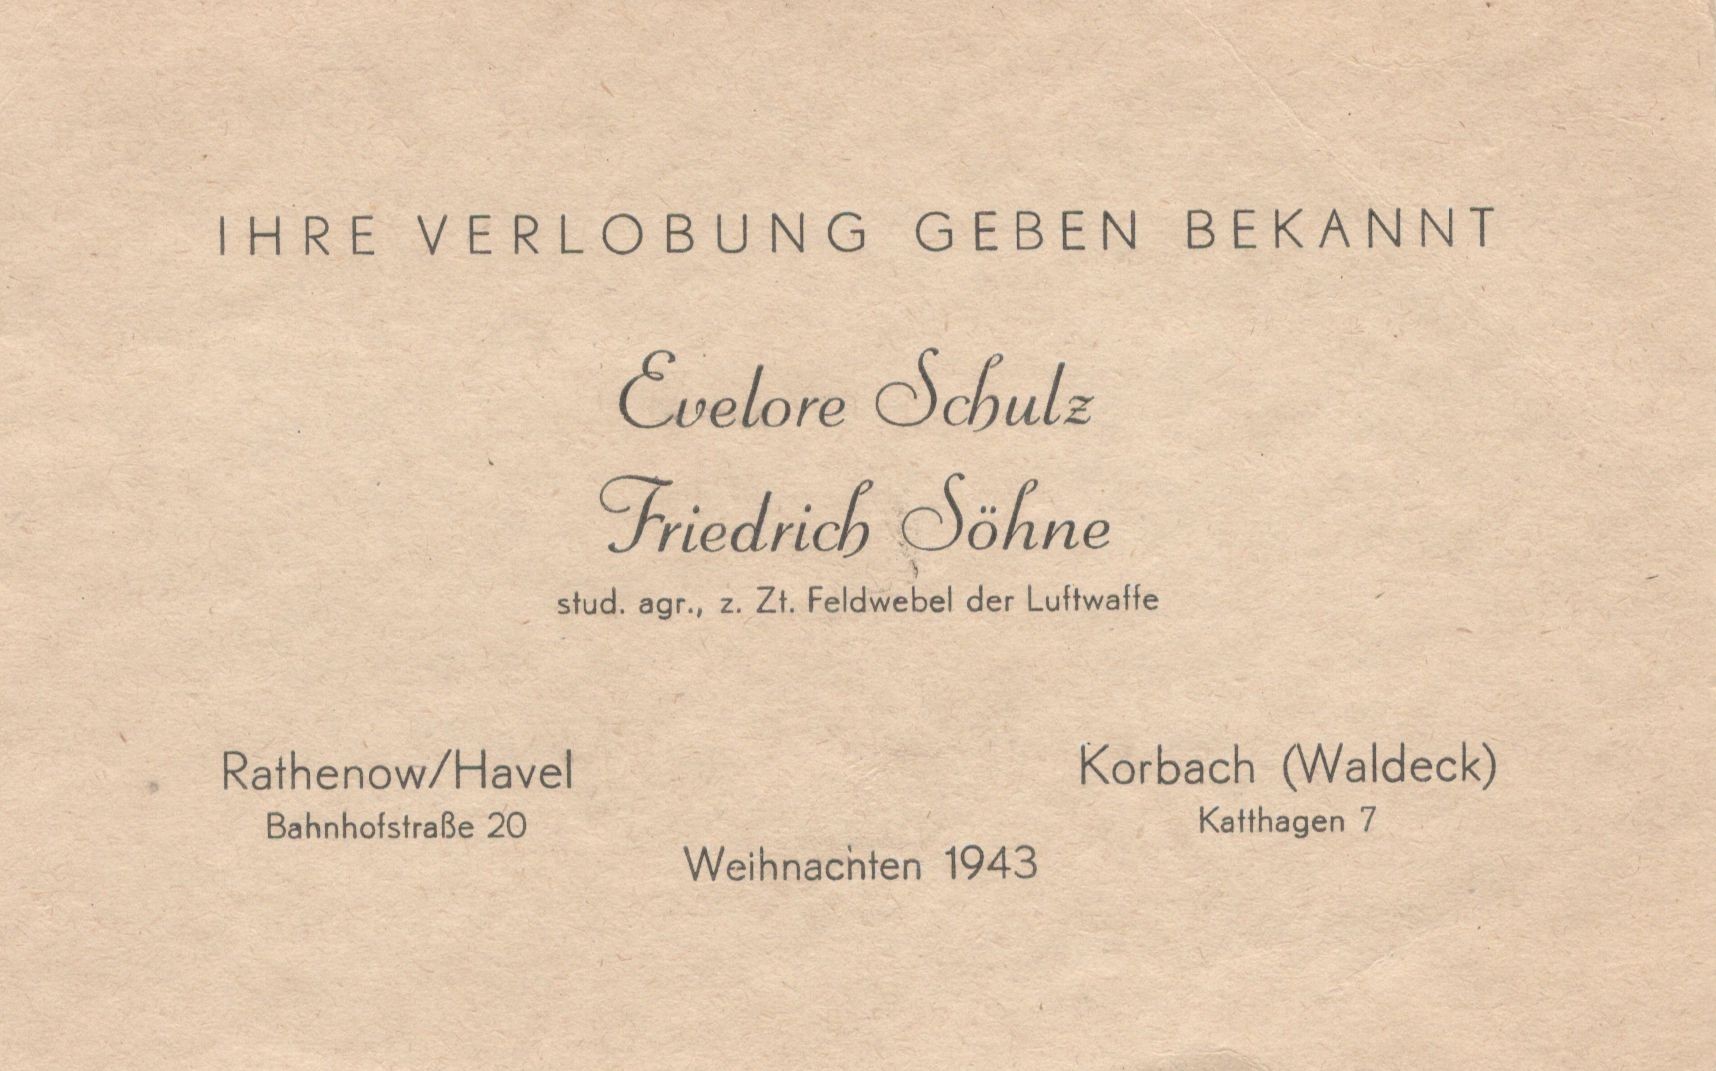 IHRE VERLOBUNG GEBEN BEKANNT
Evelore Schulz
Friedrich Söhne
stud. agr., z. Zt. Feldwebel der Luftwaffe
Rathenow/Havel
Bahnhofstraße 20
Korbach (Waldeck)
Katthagen 7
Weihnachten 1943